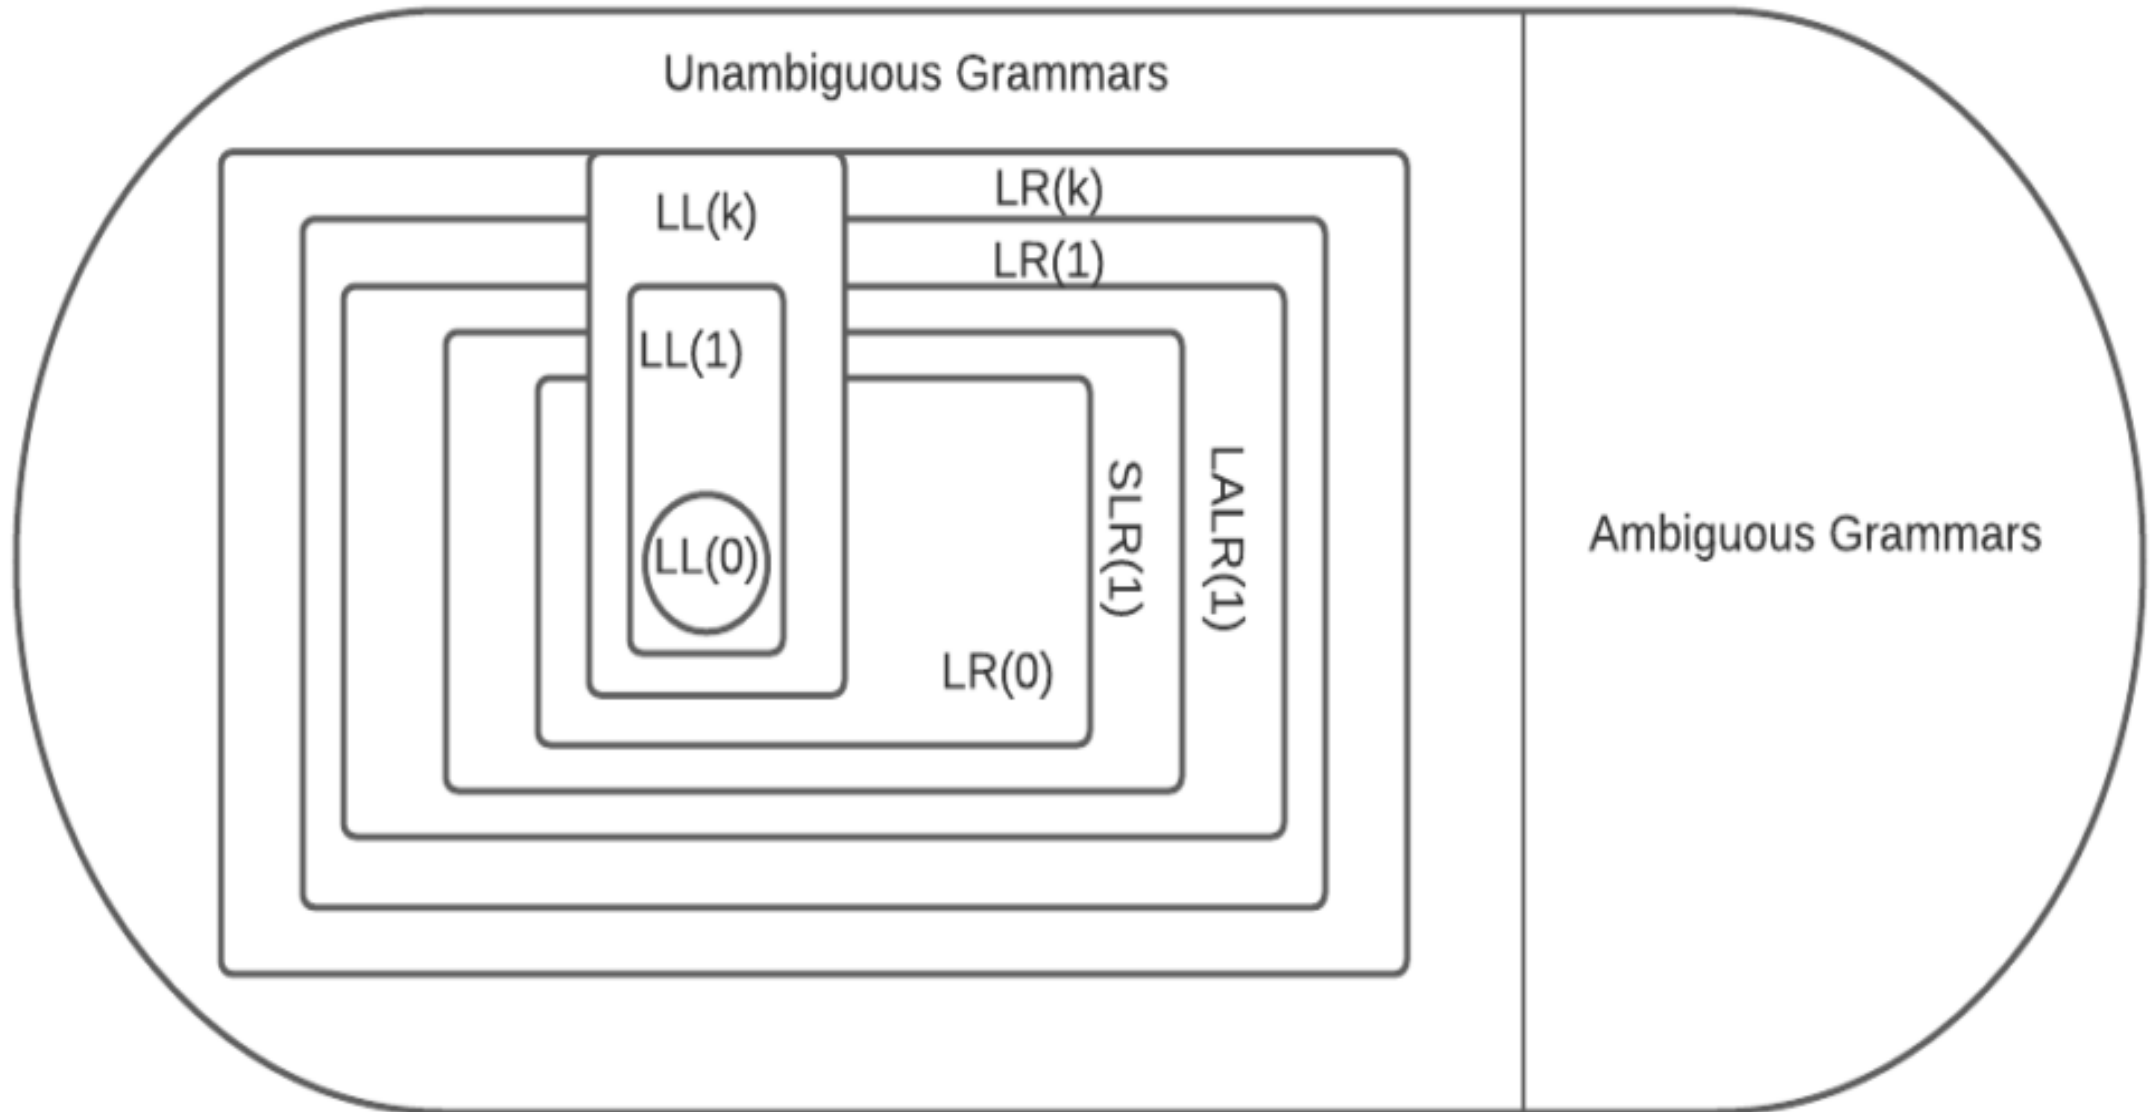 Unambiguous Grammars
LR(k)
LL(k)
LR(1)
LL(1)
SLR(1)
LALR(1)
Ambiguous Grammars
LL(0)
LR(0)